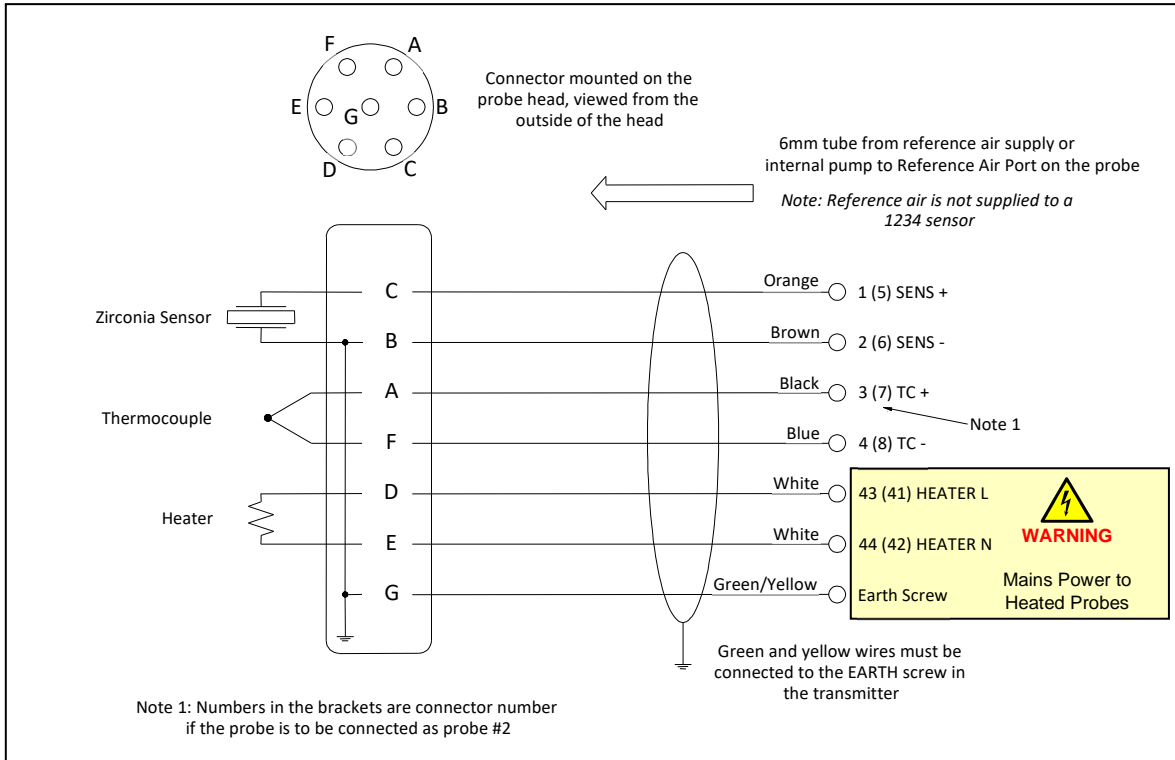 F
A
E
G
B
D
C
Connector mounted on the
probe head, viewed from the
outside of the head
6mm tube from reference air supply or
internal pump to Reference Air Port on the probe
Note: Reference air is not supplied to a
1234 sensor
Zirconia Sensor
C
Orange
1 (5) SENS +
B
Brown
2 (6) SENS -
Thermocouple
A
Black
3 (7) TC +
Note 1
F
Blue
4 (8) TC -
Heater
D
White
43 (41) HEATER L
E
White
44 (42) HEATER N
WARNING
G
Green/Yellow
Earth Screw
Mains Power to
Heated Probes
Green and yellow wires must be
connected to the EARTH screw in
the transmitter
Note 1: Numbers in the brackets are connector number
if the probe is to be connected as probe #2